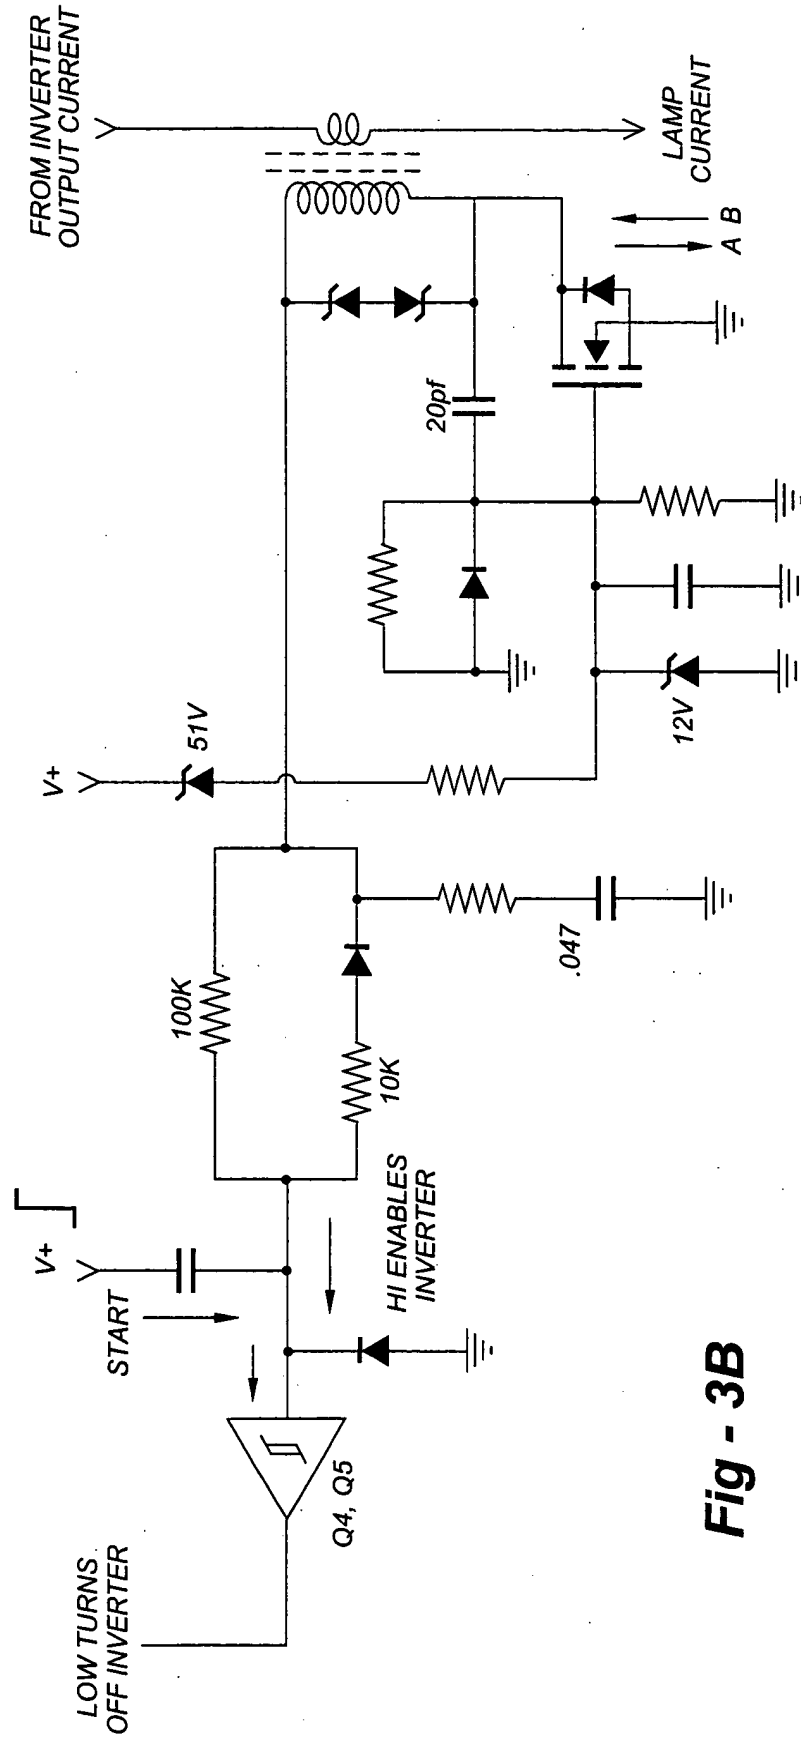 FROM INVERTER
OUTPUT CURRENT
LAMP
CURRENT
A
B
20pf
V+
51V
12V
100K
10K
.047
V+
START
HI ENABLES
INVERTER
Q4, Q5
LOW TURNS
OFF INVERTER
Fig - 3B